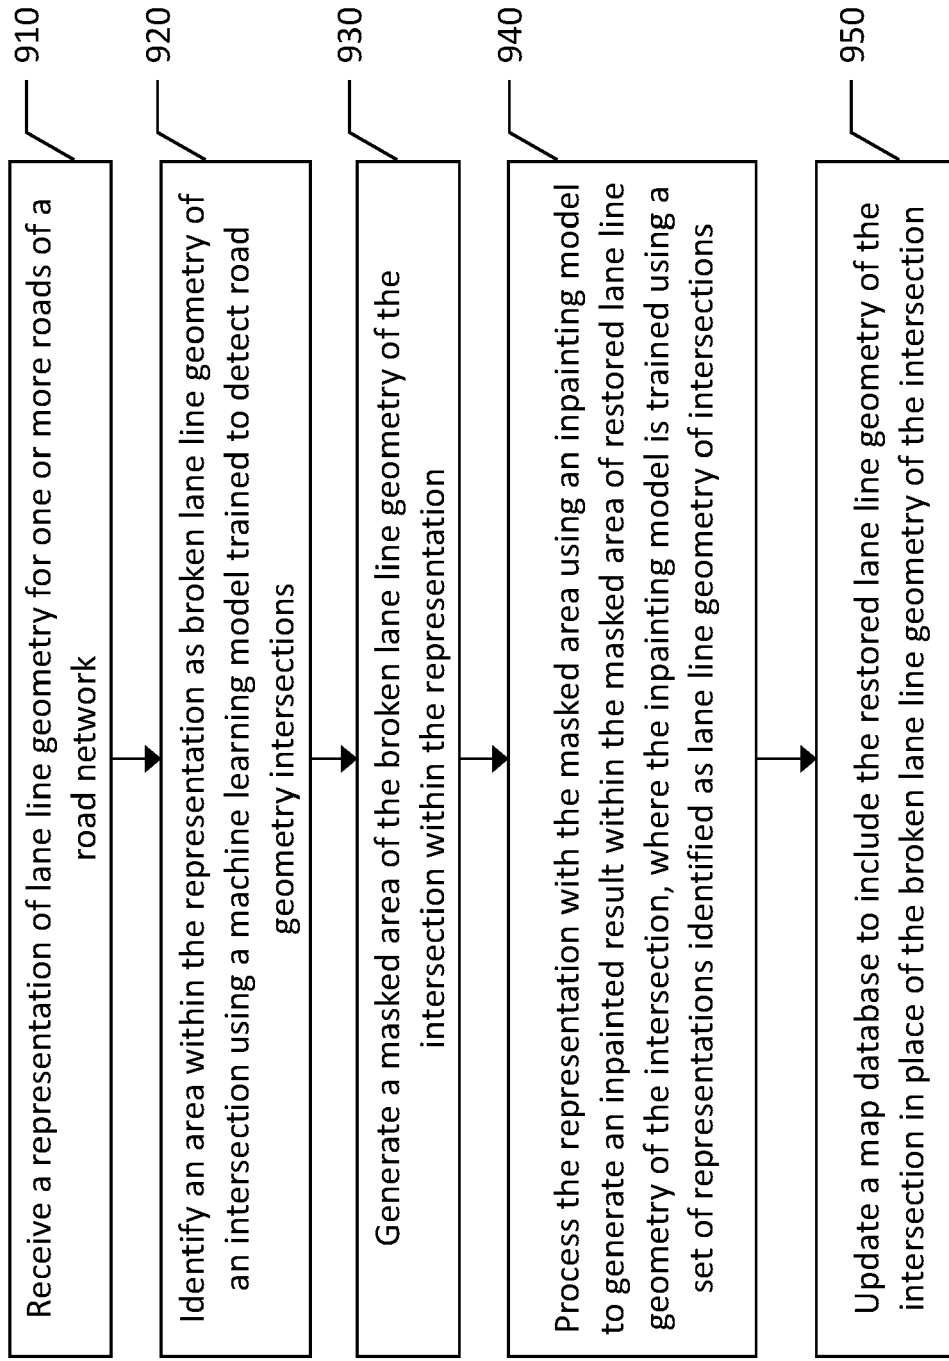 Receive a representation of lane line geometry for one or more roads of a
road network
910
Identify an area within the representation as broken lane line geometry of
an intersection using a machine learning model trained to detect road
geometry intersections
920
Generate a masked area of the broken lane line geometry of the
intersection within the representation
930
Process the representation with the masked area using an inpainting model
to generate an inpainted result within the masked area of restored lane line
geometry of the intersection, where the inpainting model is trained using a
set of representations identified as lane line geometry of intersections
940
Update a map database to include the restored lane line geometry of the
intersection in place of the broken lane line geometry of the intersection
950